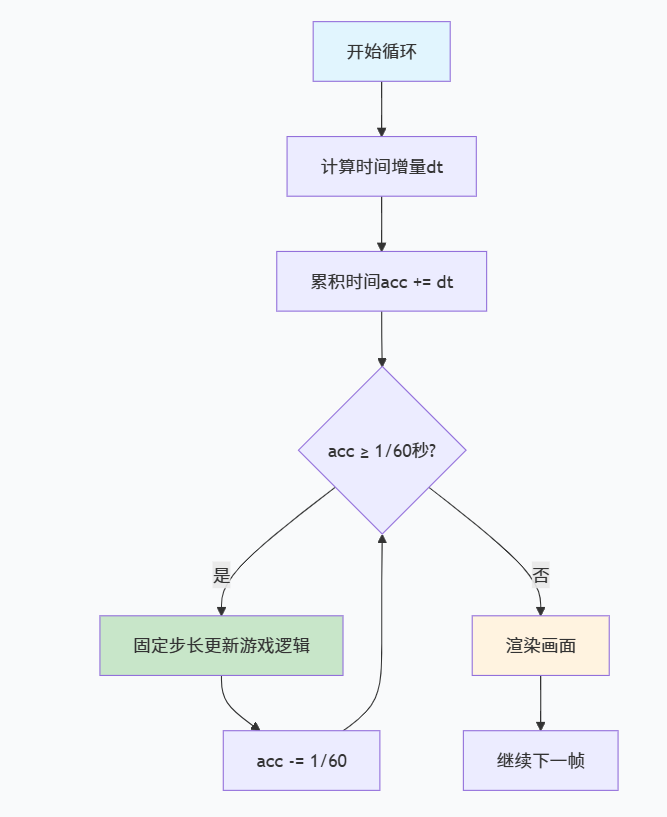 开始循环
计算时间增量dt
累积时间acc += dt
acc ≥ 1/60秒?
是
否
固定步长更新游戏逻辑
渲染画面
acc -= 1/60
继续下一帧